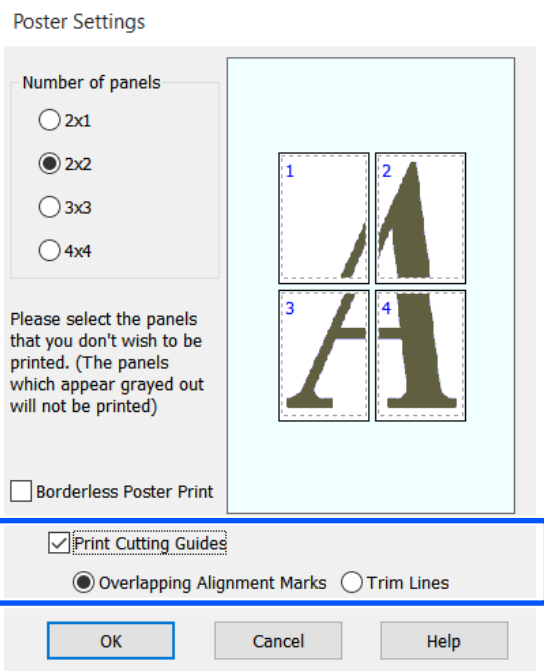 Poster Settings
Number of panels
2x1
2x2
3x3
4x4
1
2
3
4
Please select the panels
that you don't wish to be
printed. (The panels
which appear grayed out
will not be printed)
Borderless Poster Print
Print Cutting Guides
Overlapping Alignment Marks
Trim Lines
OK
Cancel
Help